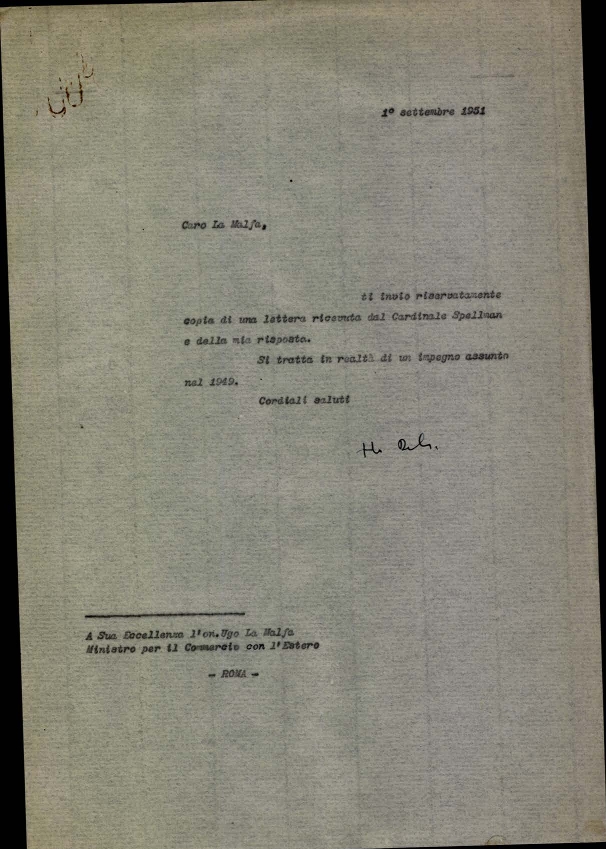 1° settembre 1951
Caro La Malfa,
ti invio riservatamente
copia di una lettera ricevuta dal Cardinale Spellman
e della mia risposta.
Si tratta in realtà di un impegno assunto
nel 1949.
Cordiali saluti
A Sua Eccellenza l'on.Ugo La Malfa
Ministro per il Commercio con l'Estero
- ROMA -